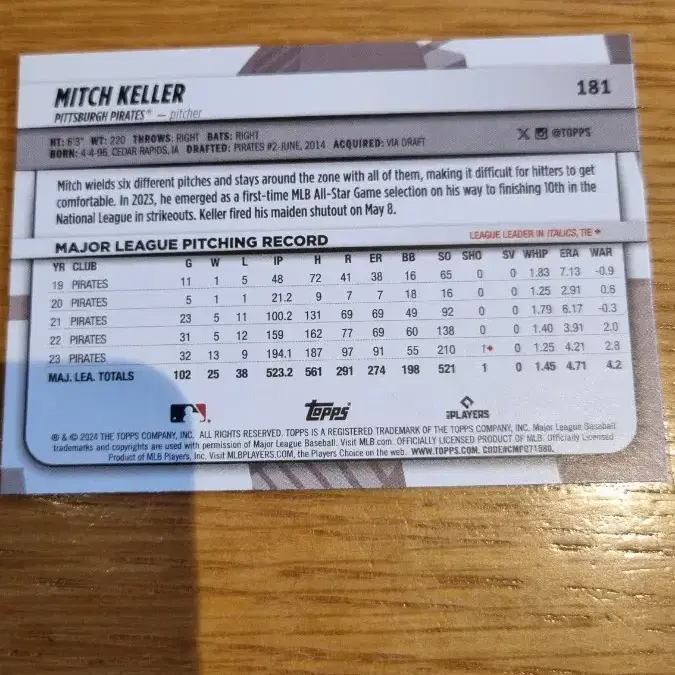 MITCH KELLER
181
PITTSBURGH PIRATES® — pitcher
HT: 6'3" WT: 220 THROWS: RIGHT BATS: RIGHT
@TOPPS
BORN: 4-4-96, CEDAR RAPIDS, IA DRAFTED: PIRATES #2-JUNE, 2014 ACQUIRED: VIA DRAFT
Mitch wields six different pitches and stays around the zone with all of them, making it difficult for hitters to get
comfortable. In 2023, he emerged as a first-time MLB All-Star Game selection on his way to finishing 10th in the
National League in strikeouts. Keller fired his maiden shutout on May 8.
MAJOR LEAGUE PITCHING RECORD
LEAGUE LEADER IN ITALICS, TIE ♦
YR CLUB G W L IP H R ER BB SO SHO SV WHIP ERA WAR
19 PIRATES 11 1 5 48 72 41 38 16 65 0 0 1.83 7.13 -0.9
20 PIRATES 5 1 1 21.2 9 7 7 18 16 0 0 1.25 2.91 0.6
21 PIRATES 23 5 11 100.2 131 69 69 49 92 0 0 1.79 6.17 -0.3
22 PIRATES 31 5 12 159 162 77 69 60 138 0 0 1.40 3.91 2.0
23 PIRATES 32 13 9 194.1 187 97 91 55 210 1♦ 0 1.25 4.21 2.8
MAJ. LEA. TOTALS 102 25 38 523.2 561 291 274 198 521 1 0 1.45 4.71 4.2
Topps®
PLAYERS
® & © 2024 THE TOPPS COMPANY, INC. ALL RIGHTS RESERVED. TOPPS IS A REGISTERED TRADEMARK OF THE TOPPS COMPANY, INC. Major League Baseball
trademarks and copyrights are used with permission of Major League Baseball. Visit MLB.com. OFFICIALLY LICENSED PRODUCT OF MLB. Officially Licensed
Product of MLB Players, Inc. Visit MLBPLAYERS.COM, the Players Choice on the web. WWW.TOPPS.COM. CODE#CMP071580.